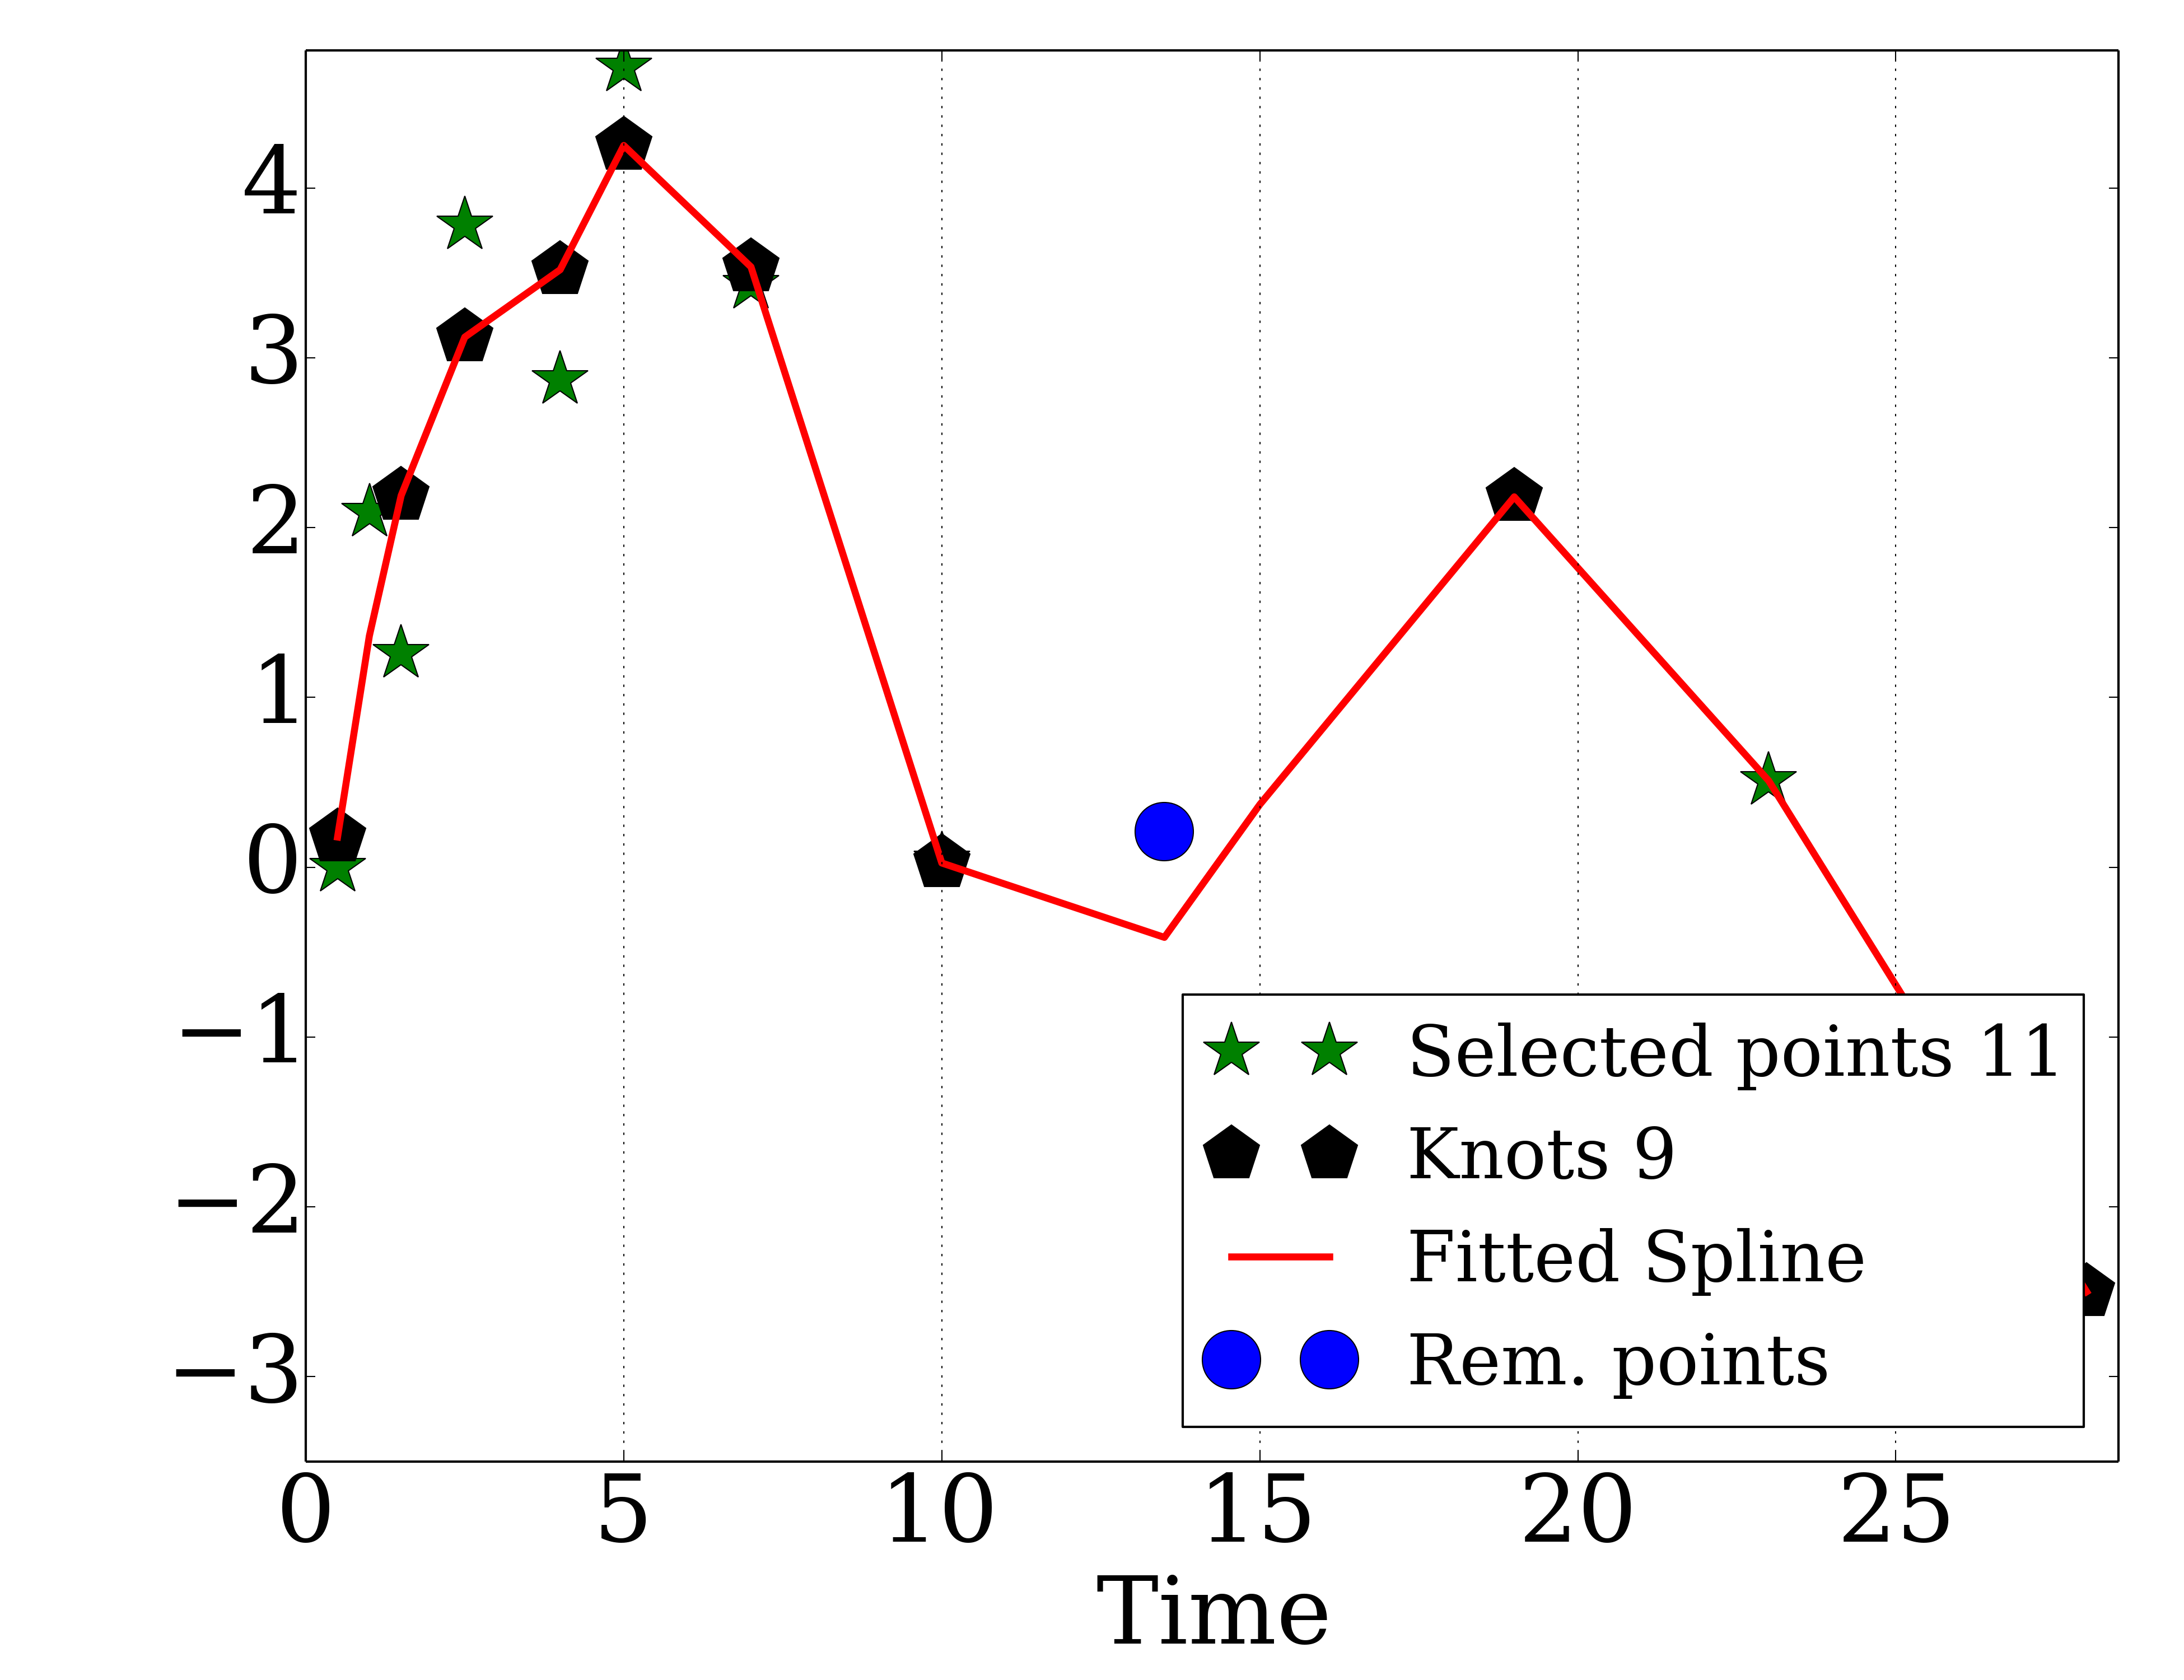 4
3
2
1
0
−1
−2
−3
Selected points 11
Knots 9
Fitted Spline
Rem. points
0 5 10 15 20 25
Time